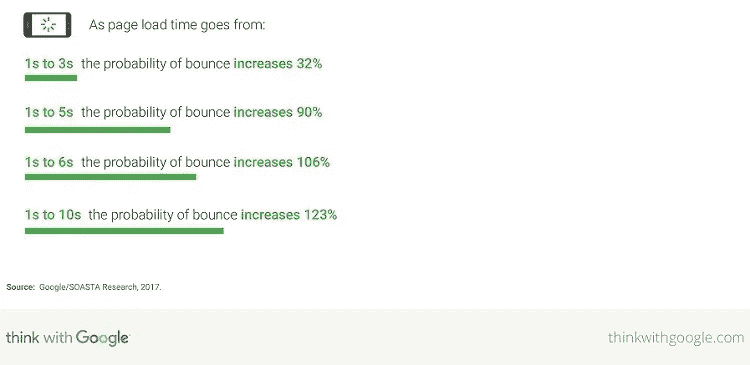 As page load time goes from:
1s to 3s the probability of bounce increases 32%
1s to 5s the probability of bounce increases 90%
1s to 6s the probability of bounce increases 106%
1s to 10s the probability of bounce increases 123%
Source: Google/SOASTA Research, 2017.
think with Google
thinkwithgoogle.com